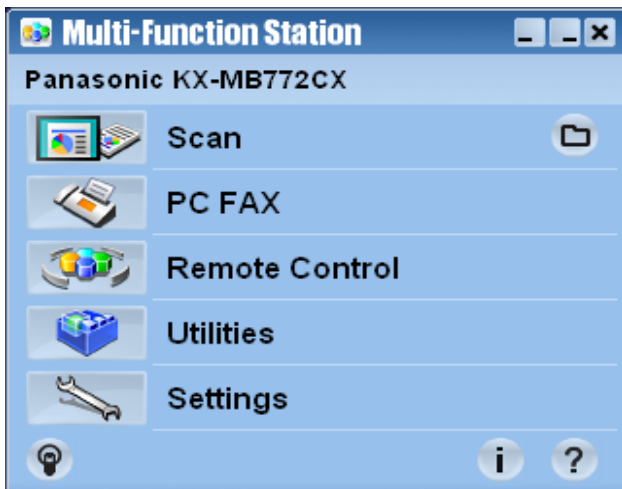 Multi-Function Station
Panasonic KX-MB772CX
Scan
PC FAX
Remote Control
Utilities
Settings
i ?